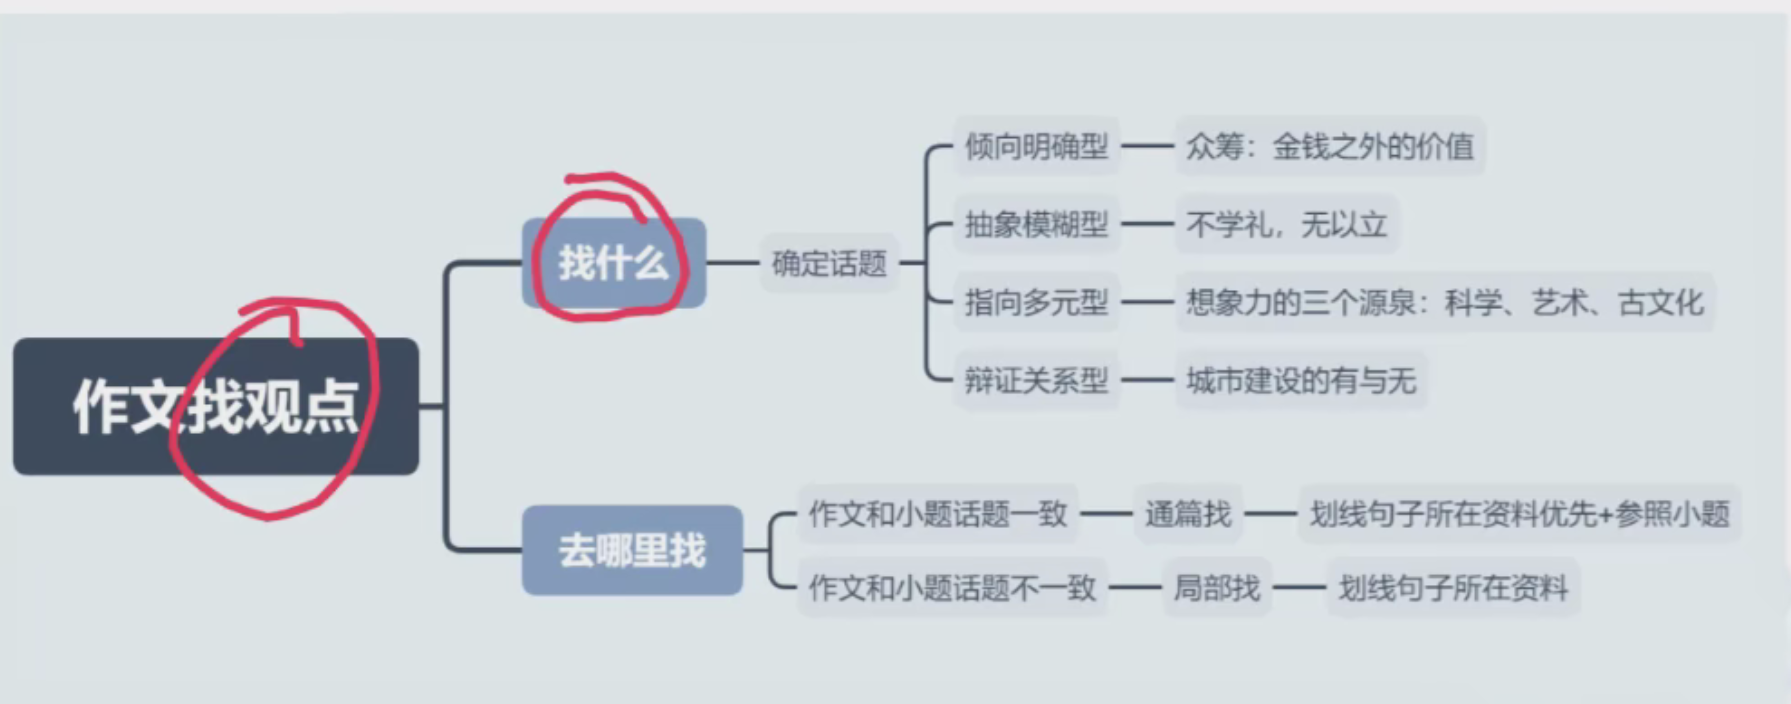 作文找观点
找什么
确定话题
倾向明确型
众筹：金钱之外的价值
抽象模糊型
不学礼，无以立
指向多元型
想象力的三个源泉：科学、艺术、古文化
辩证关系型
城市建设的有与无
去哪里找
作文和小题话题一致
通篇找
划线句子所在资料优先+参照小题
作文和小题话题不一致
局部找
划线句子所在资料